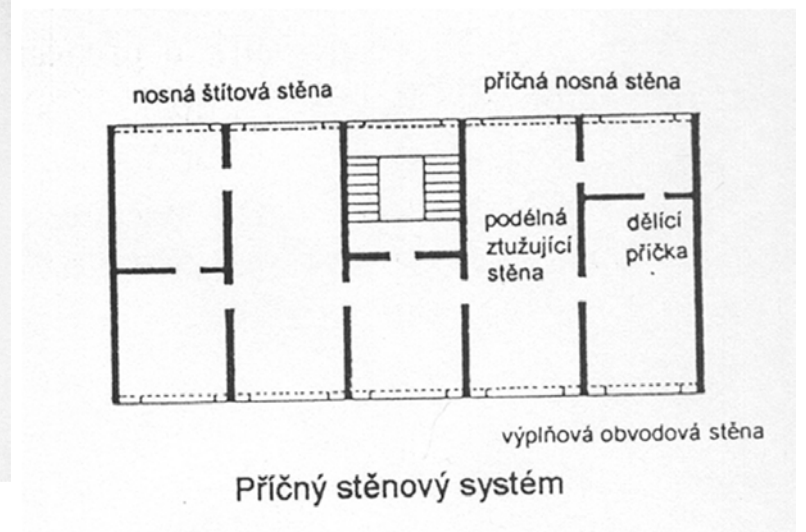 nosná štítová stěna
příčná nosná stěna
podélná
ztužující
stěna
dělící
příčka
výplňová obvodová stěna
Příčný stěnový systém